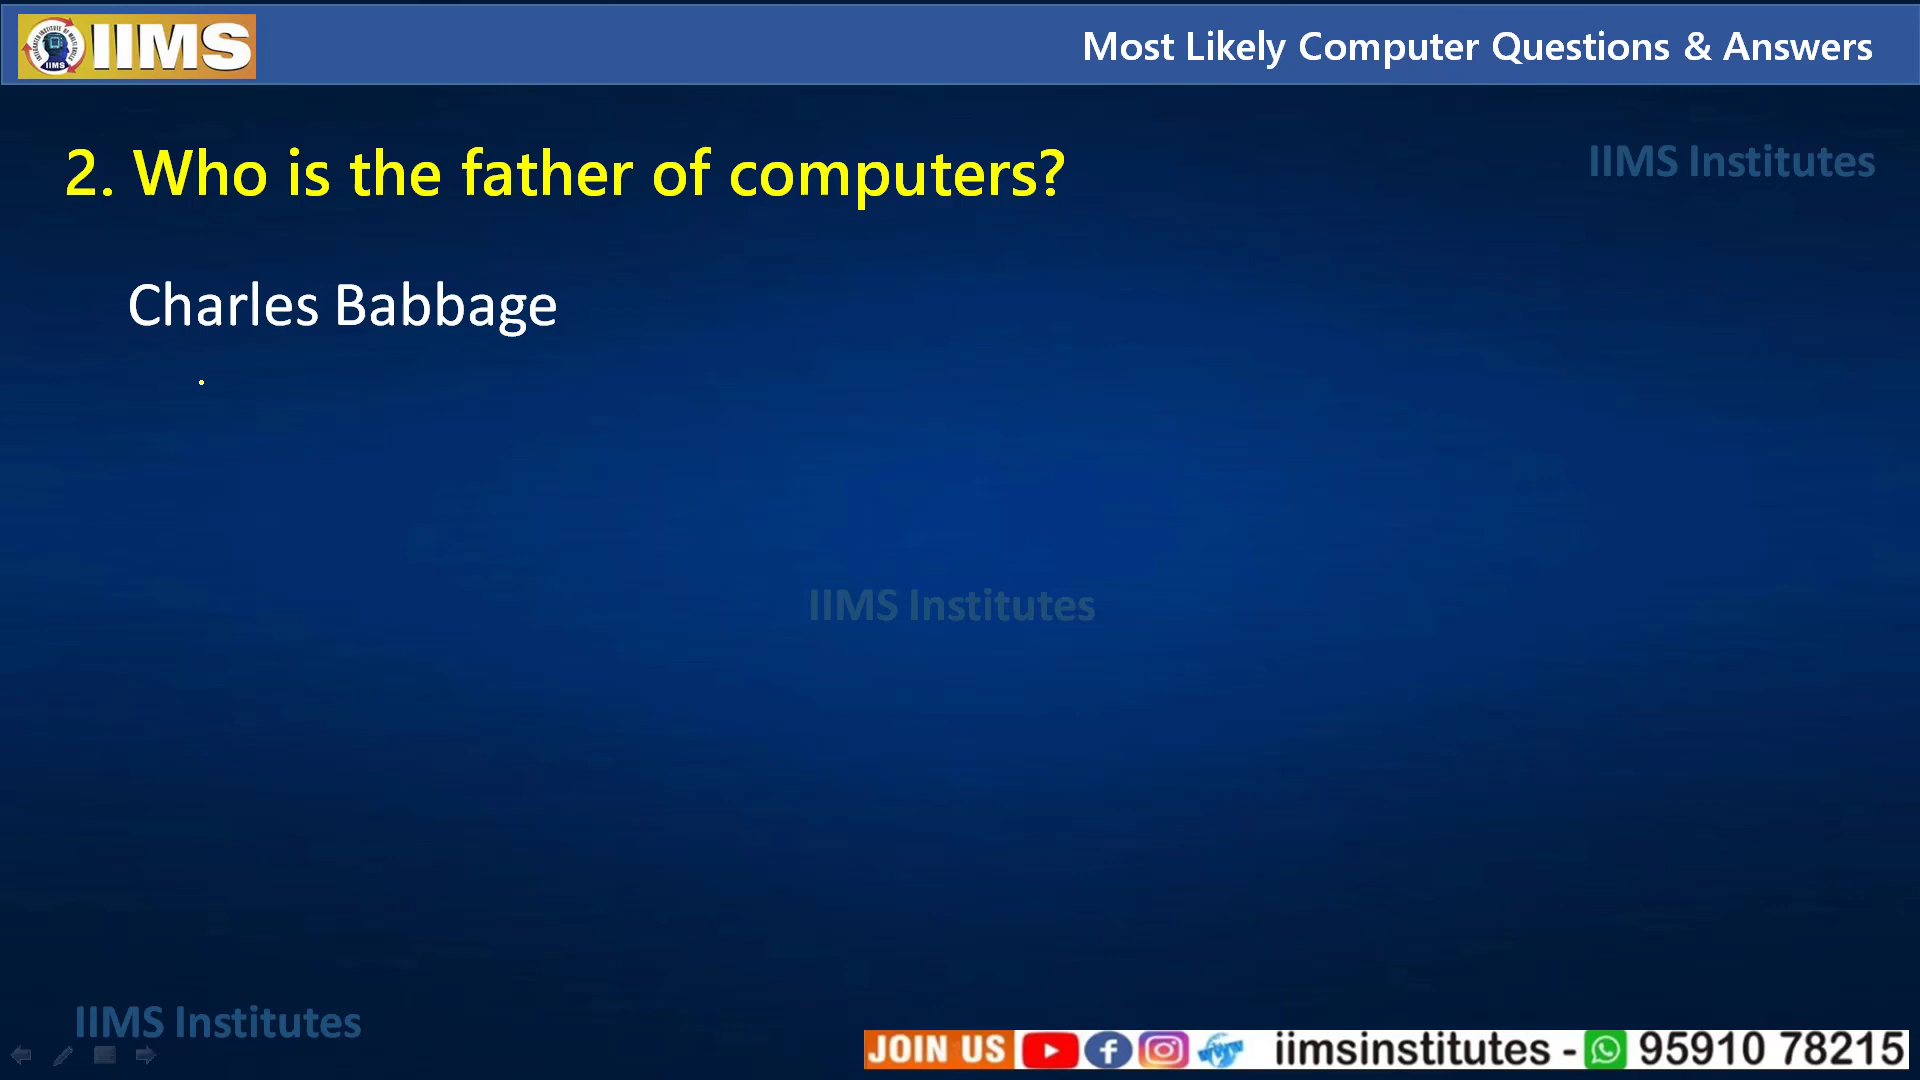 IIMS
Most Likely Computer Questions & Answers
2. Who is the father of computers?
IIMS Institutes
Charles Babbage
IIMS Institutes
IIMS Institutes
JOIN US iimsinstitutes - 95910 78215